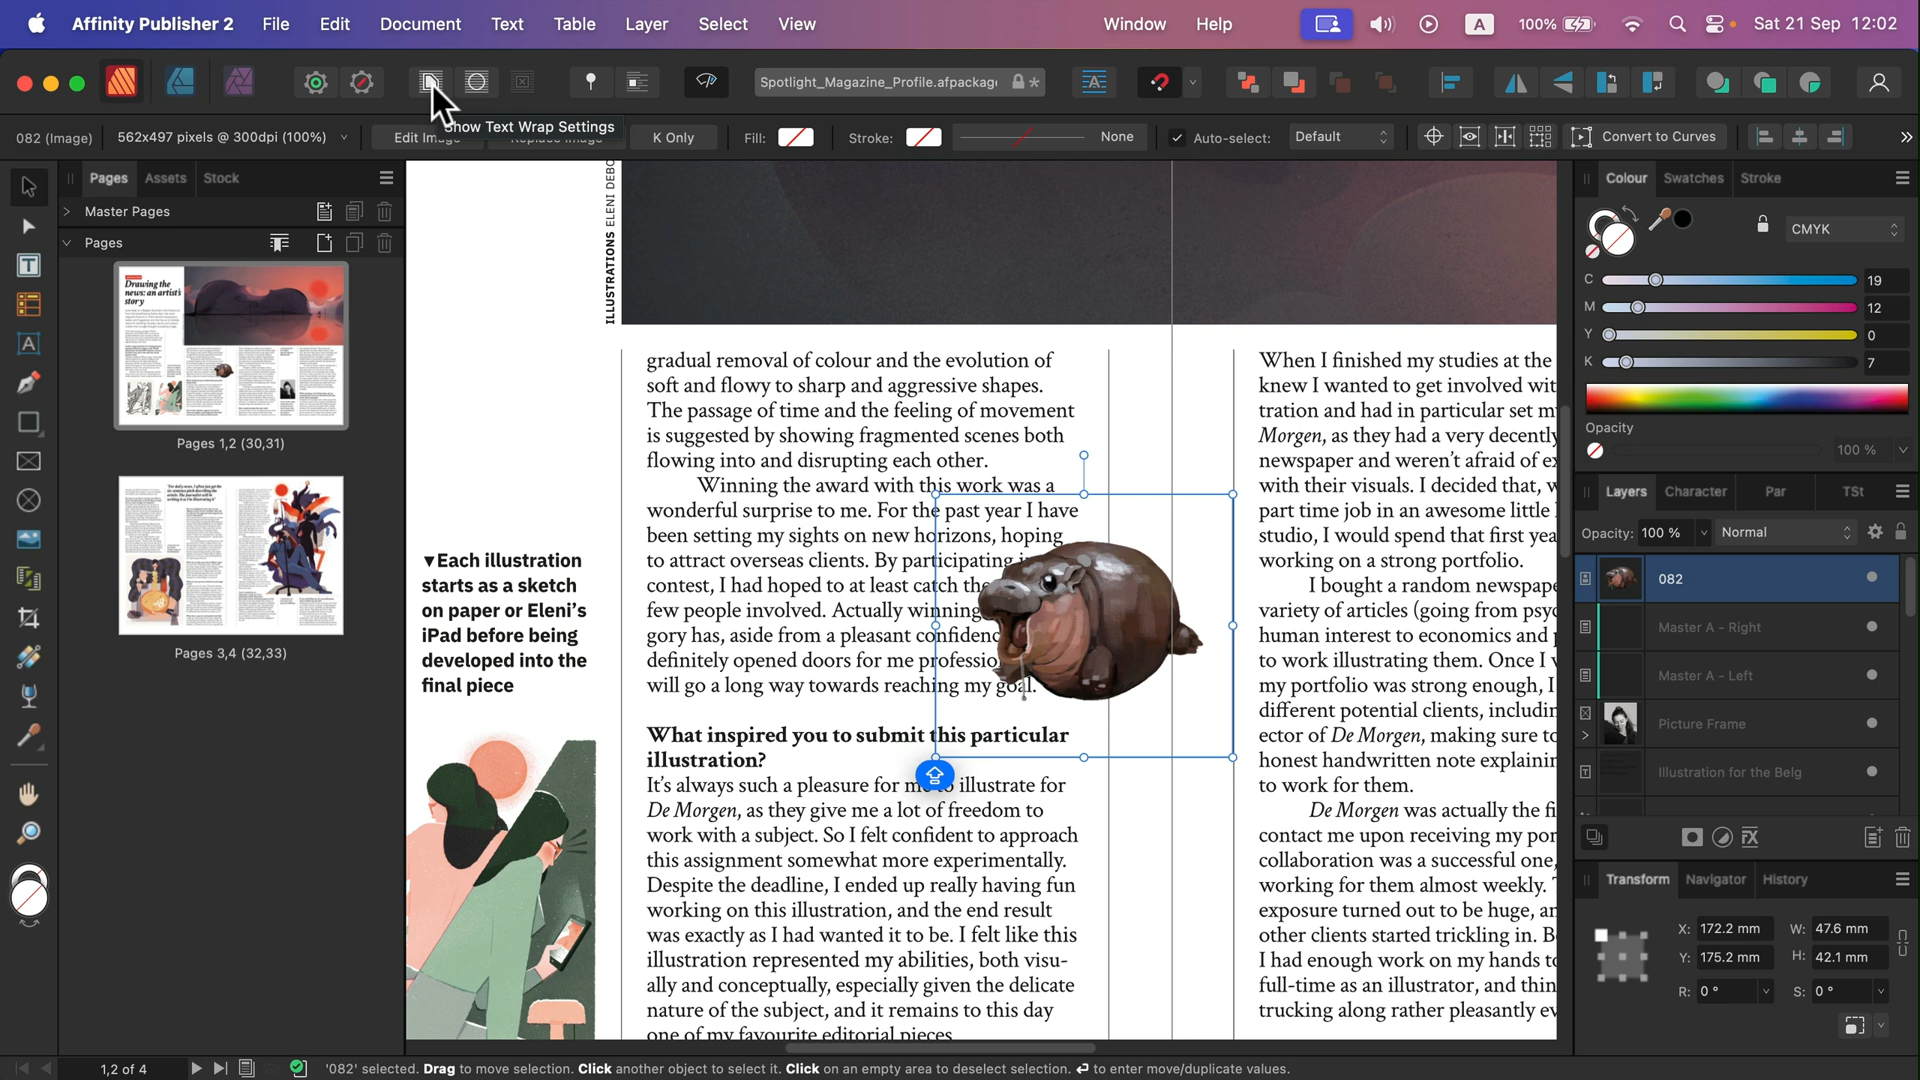 Affinity Publisher 2 File Edit Document Text Table Layer Select View Window Help A 100% Sat 21 Sep 12:02
Spotlight_Magazine_Profile.afpackage *
Show Text Wrap Settings
082 (Image) 562x497 pixels @ 300dpi (100%) Edit Image Replace Image K Only Fill: Stroke: None Auto-select: Default Convert to Curves
Pages Assets Stock
Master Pages
Pages
Drawing the
news: an artist's
story
Pages 1,2 (30,31)
Pages 3,4 (32,33)
ILLUSTRATIONS ELENI DEBO
▼Each illustration
starts as a sketch
on paper or Eleni's
iPad before being
developed into the
final piece
gradual removal of colour and the evolution of
soft and flowy to sharp and aggressive shapes.
The passage of time and the feeling of movement
is suggested by showing fragmented scenes both
flowing into and disrupting each other.
Winning the award with this work was a
wonderful surprise to me. For the past year I have
been setting my sights on new horizons, hoping
to attract overseas clients. By participating i
contest, I had hoped to at least catch the
few people involved. Actually winning
gory has, aside from a pleasant confidenc
definitely opened doors for me professio
will go a long way towards reaching my goal.
What inspired you to submit this particular
illustration?
It's always such a pleasure for me to illustrate for
De Morgen, as they give me a lot of freedom to
work with a subject. So I felt confident to approach
this assignment somewhat more experimentally.
Despite the deadline, I ended up really having fun
working on this illustration, and the end result
was exactly as I had wanted it to be. I felt like this
illustration represented my abilities, both visu-
ally and conceptually, especially given the delicate
nature of the subject, and it remains to this day
one of my favourite editorial pieces
When I finished my studies at the
knew I wanted to get involved wit
tration and had in particular set m
Morgen, as they had a very decently
newspaper and weren't afraid of ex
with their visuals. I decided that, w
part time job in an awesome little
studio, I would spend that first yea
working on a strong portfolio.
I bought a random newspape
variety of articles (going from psyc
human interest to economics and p
to work illustrating them. Once I v
my portfolio was strong enough, I
different potential clients, includin
ector of De Morgen, making sure to
honest handwritten note explainin
to work for them.
De Morgen was actually the fi
contact me upon receiving my por
collaboration was a successful one,
working for them almost weekly. T
exposure turned out to be huge, an
other clients started trickling in. B
I had enough work on my hands to
full-time as an illustrator, and thin
trucking along rather pleasantly ev
Colour Swatches Stroke
CMYK
C 19
M 12
Y 0
K 7
Opacity
100 %
Layers Character Par TSt
Opacity: 100 % Normal
082
Master A - Right
Master A - Left
Picture Frame
Illustration for the Belg
Transform Navigator History
X: 172.2 mm W: 47.6 mm
Y: 175.2 mm H: 42.1 mm
R: 0 ° S: 0 °
1,2 of 4 '082' selected. Drag to move selection. Click another object to select it. Click on an empty area to deselect selection. ↵ to enter move/duplicate values.